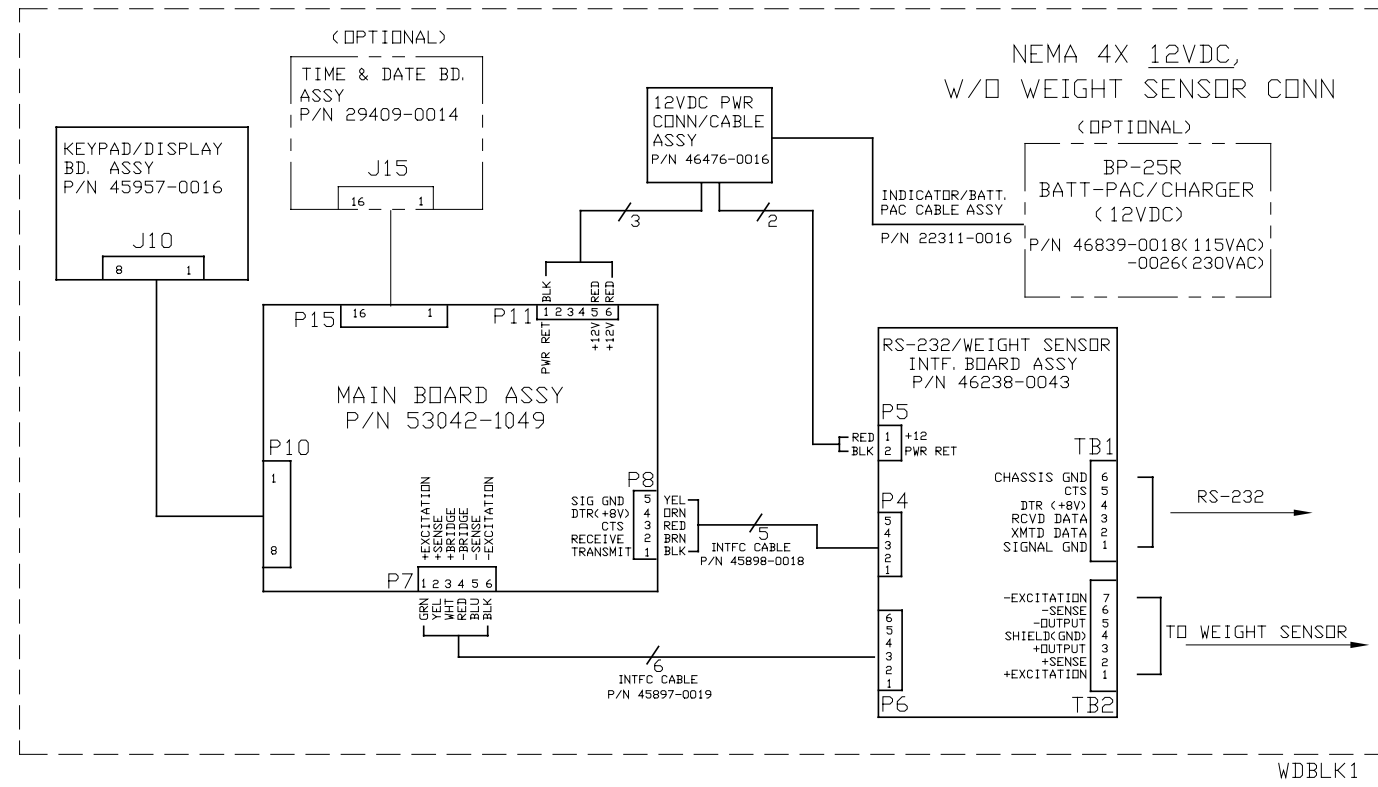 (OPTIONAL)
TIME & DATE BD.
ASSY
P/N 29409-0014
J15
16 1
NEMA 4X 12VDC,
W/O WEIGHT SENSOR CONN
12VDC PWR
CONN/CABLE
ASSY
P/N 46476-0016
(OPTIONAL)
BP-25R
BATT-PAC/CHARGER
(12VDC)
P/N 46839-0018(115VAC)
-0026(230VAC)
INDICATOR/BATT.
PAC CABLE ASSY
P/N 22311-0016
KEYPAD/DISPLAY
BD. ASSY
P/N 45957-0016
J10
8 1
3
2
P15
16 1
P11
BLK
RED
RED
1 2 3 4 5 6
PWR RET
+12V
+12V
MAIN BOARD ASSY
P/N 53042-1049
P10
1
8
P8
SIG GND 5 YEL
DTR(+8V) 4 ORN
CTS 3 RED
RECEIVE 2 BRN
TRANSMIT 1 BLK
5
INTFC CABLE
P/N 45898-0018
+EXCITATION
+SENSE
+BRIDGE
-BRIDGE
-SENSE
-EXCITATION
P7
1 2 3 4 5 6
GRN
YEL
WHT
RED
BLU
BLK
6
INTFC CABLE
P/N 45897-0019
RS-232/WEIGHT SENSOR
INTF. BOARD ASSY
P/N 46238-0043
P5
RED 1 +12
BLK 2 PWR RET
P4
5
4
3
2
1
6
5
4
3
2
1
P6
TB1
CHASSIS GND 6
CTS 5
DTR (+8V) 4
RCVD DATA 3
XMTD DATA 2
SIGNAL GND 1
RS-232
-EXCITATION 7
-SENSE 6
-OUTPUT 5
SHIELD(GND) 4
+OUTPUT 3
+SENSE 2
+EXCITATION 1
TB2
TO WEIGHT SENSOR
WDBLK1